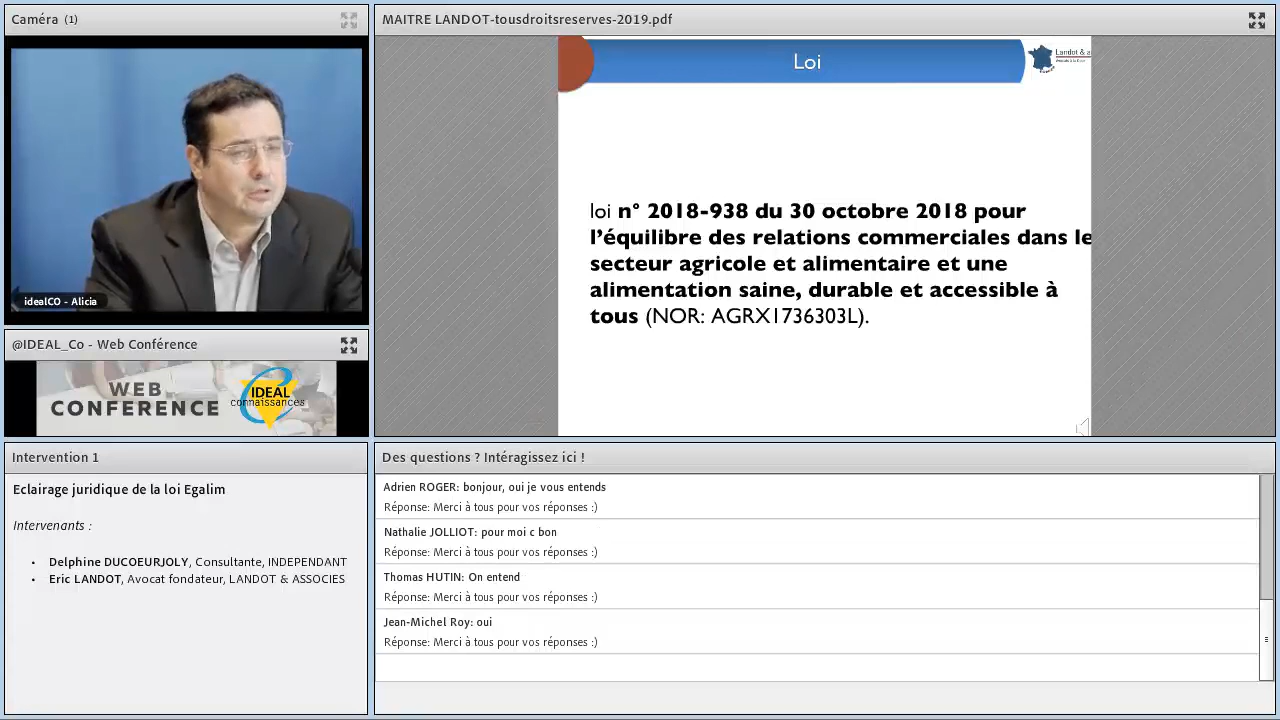 Caméra (1)
idealCO - Alicia
@IDEAL_Co - Web Conférence
WEB
CONFERENCE
IDEAL
connaissances
Intervention 1
Eclairage juridique de la loi Egalim
Intervenants :
• Delphine DUCOEURJOLY, Consultante, INDEPENDANT
• Eric LANDOT, Avocat fondateur, LANDOT & ASSOCIES
MAITRE LANDOT-tousdroitsreserves-2019.pdf
Loi
Landot & a
loi n° 2018-938 du 30 octobre 2018 pour
l’équilibre des relations commerciales dans le
secteur agricole et alimentaire et une
alimentation saine, durable et accessible à
tous (NOR: AGRX1736303L).
Des questions ? Intéragissez ici !
Adrien ROGER: bonjour, oui je vous entends
Réponse: Merci à tous pour vos réponses :)
Nathalie JOLLIOT: pour moi c bon
Réponse: Merci à tous pour vos réponses :)
Thomas HUTIN: On entend
Réponse: Merci à tous pour vos réponses :)
Jean-Michel Roy: oui
Réponse: Merci à tous pour vos réponses :)